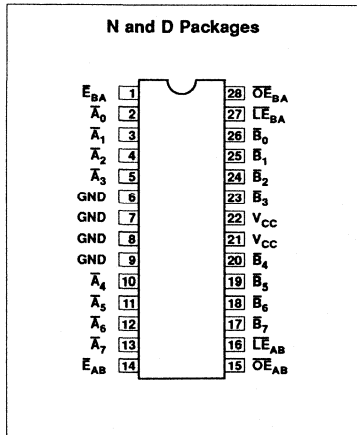 N and D Packages
E̅BA 1 28 O̅E̅BA
A̅0 2 27 L̅E̅BA
A̅1 3 26 B̅0
A̅2 4 25 B̅1
A̅3 5 24 B̅2
GND 6 23 B̅3
GND 7 22 VCC
GND 8 21 VCC
GND 9 20 B̅4
A̅4 10 19 B̅5
A̅5 11 18 B̅6
A̅6 12 17 B̅7
A̅7 13 16 L̅E̅AB
E̅AB 14 15 O̅E̅AB